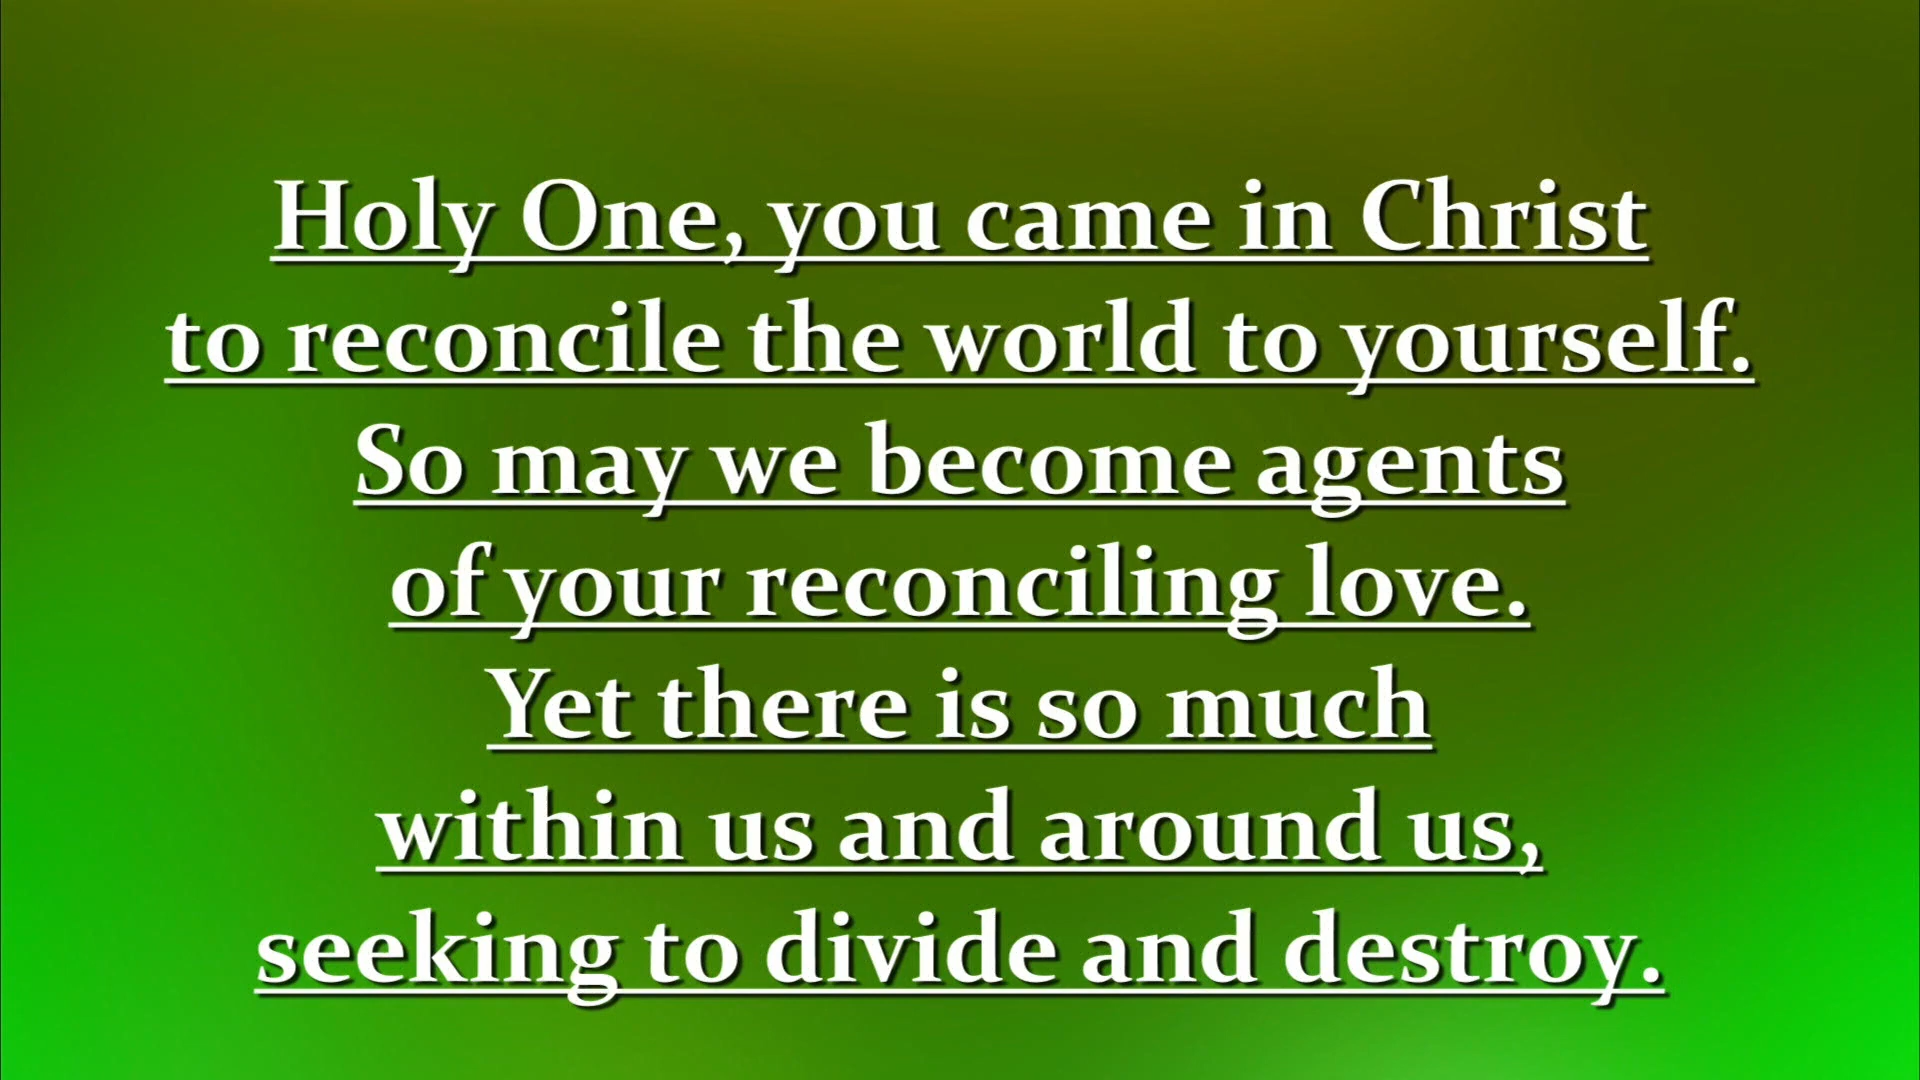 Holy One, you came in Christ
to reconcile the world to yourself.
So may we become agents
of your reconciling love.
Yet there is so much
within us and around us,
seeking to divide and destroy.